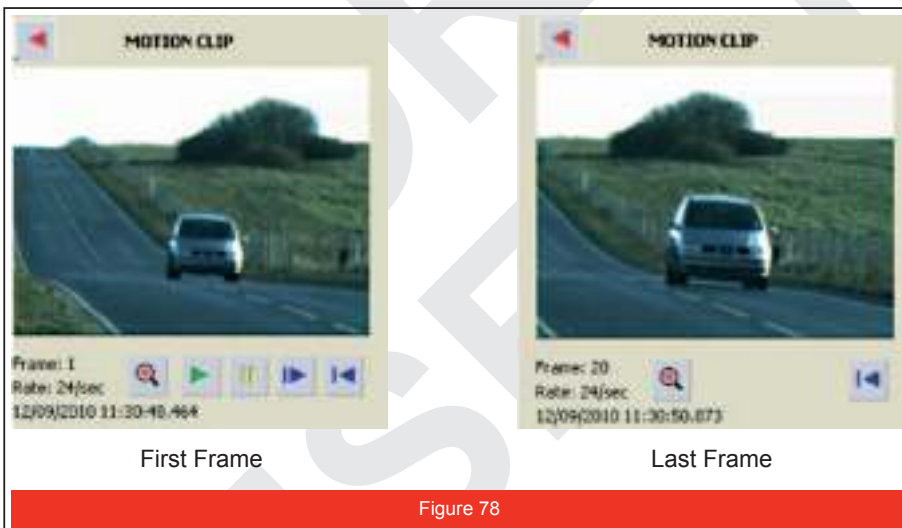 MOTION CLIP
Frame: 1
Rate: 24/sec
12/09/2010 11:30:48.464
First Frame
MOTION CLIP
Frame: 20
Rate: 24/sec
12/09/2010 11:30:50.073
Last Frame
Figure 78